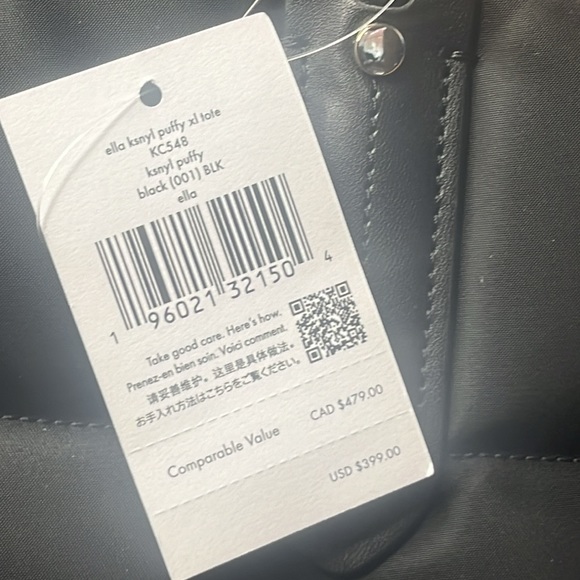 ella ksnyl puffy xl tote
KC548
ksnyl puffy
black (001) BLK
ella
1 96021 32150 4
Take good care. Here's how.
Prenez-en bien soin. Voici comment.
请妥善维护。这里是具体做法。
お手入れ方法はこちらをご覧ください。
Comparable Value
CAD $479.00
USD $399.00